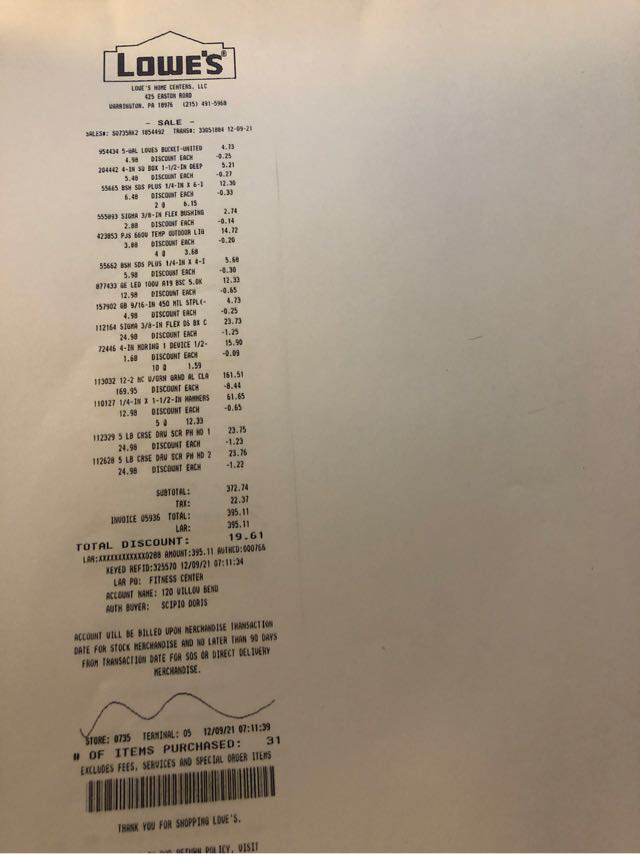 LOWE'S®
LOWE'S HOME CENTERS, LLC
425 EASTON ROAD
WARRINGTON, PA 18976 (215) 491-5960
- SALE -
SALES#: S0735AK2 1854492 TRANS#: 33051884 12-09-21
954434 5-GAL LOWES BUCKET-UNITED 4.73
4.98 DISCOUNT EACH -0.25
204442 4-IN SQ BOX 1-1/2-IN DEEP 5.21
5.48 DISCOUNT EACH -0.27
55665 BSH SDS PLUS 1/4-IN X 6-I 12.30
6.48 DISCOUNT EACH -0.33
2 @ 6.15
555893 SIGMA 3/8-IN FLEX BUSHING 2.74
2.88 DISCOUNT EACH -0.14
423853 PJS 660W TEMP OUTDOOR LIG 14.72
3.88 DISCOUNT EACH -0.20
4 @ 3.68
55662 BSH SDS PLUS 1/4-IN X 4-I 5.68
5.98 DISCOUNT EACH -0.30
877433 GE LED 100W A19 BSC 5.0K 12.33
12.98 DISCOUNT EACH -0.65
157902 GB 9/16-IN 450 MTL STPL(- 4.73
4.98 DISCOUNT EACH -0.25
112164 SIGMA 3/8-IN FLEX DS BX C 23.73
24.98 DISCOUNT EACH -1.25
72446 4-IN MDRING 1 DEVICE 1/2- 15.90
1.68 DISCOUNT EACH -0.09
10 @ 1.59
113032 12-2 MC W/GRN GRND AL CLA 161.51
169.95 DISCOUNT EACH -8.44
110127 1/4-IN X 1-1/2-IN HAMMERS 61.65
12.98 DISCOUNT EACH -0.65
5 @ 12.33
112329 5 LB CRSE DRW SCR PH NO 1 23.75
24.98 DISCOUNT EACH -1.23
112620 5 LB CRSE DRW SCR PH NO 2 23.76
24.98 DISCOUNT EACH -1.22
SUBTOTAL: 372.74
TAX: 22.37
INVOICE 05936 TOTAL: 395.11
LAR: 395.11
TOTAL DISCOUNT: 19.61
LAR:XXXXXXXXXXXX0288 AMOUNT:395.11 AUTHCD:000766
KEYED REFID:325570 12/09/21 07:11:34
LAR PO: FITNESS CENTER
ACCOUNT NAME: 120 WILLOW BEND
AUTH BUYER: SCIPIO DORIS
ACCOUNT WILL BE BILLED UPON MERCHANDISE TRANSACTION
DATE FOR STOCK MERCHANDISE AND NO LATER THAN 90 DAYS
FROM TRANSACTION DATE FOR SOS OR DIRECT DELIVERY
MERCHANDISE.
STORE: 0735 TERMINAL: 05 12/09/21 07:11:39
# OF ITEMS PURCHASED: 31
EXCLUDES FEES, SERVICES AND SPECIAL ORDER ITEMS
THANK YOU FOR SHOPPING LOWE'S.
RETURN POLICY, VISIT